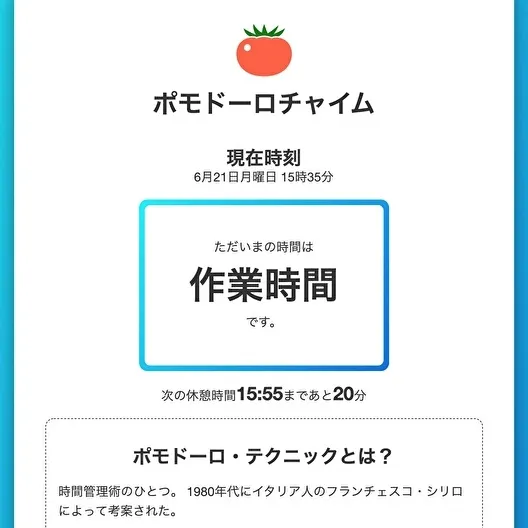 ポモドーロチャイム
現在時刻
6月21日月曜日 15時35分
ただいまの時間は
作業時間
です。
次の休憩時間15:55まであと20分
ポモドーロ・テクニックとは？
時間管理術のひとつ。 1980年代にイタリア人のフランチェスコ・シリロ
によって考案された。